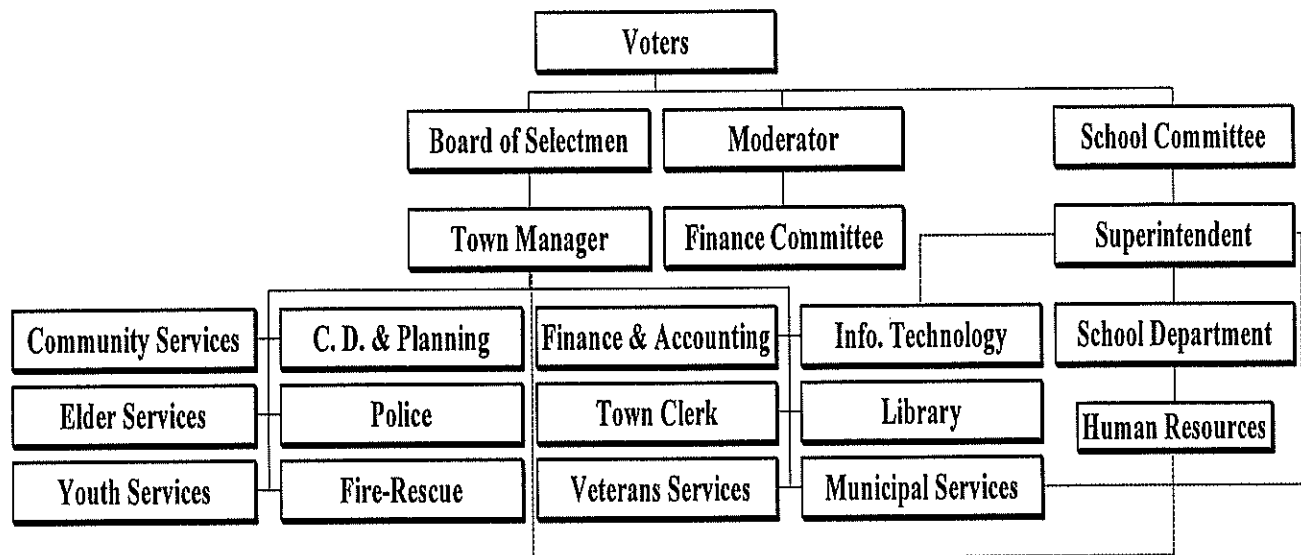 Voters
Board of Selectmen
Moderator
School Committee
Town Manager
Finance Committee
Superintendent
Community Services
C. D. & Planning
Finance & Accounting
Info. Technology
School Department
Elder Services
Police
Town Clerk
Library
Human Resources
Youth Services
Fire-Rescue
Veterans Services
Municipal Services